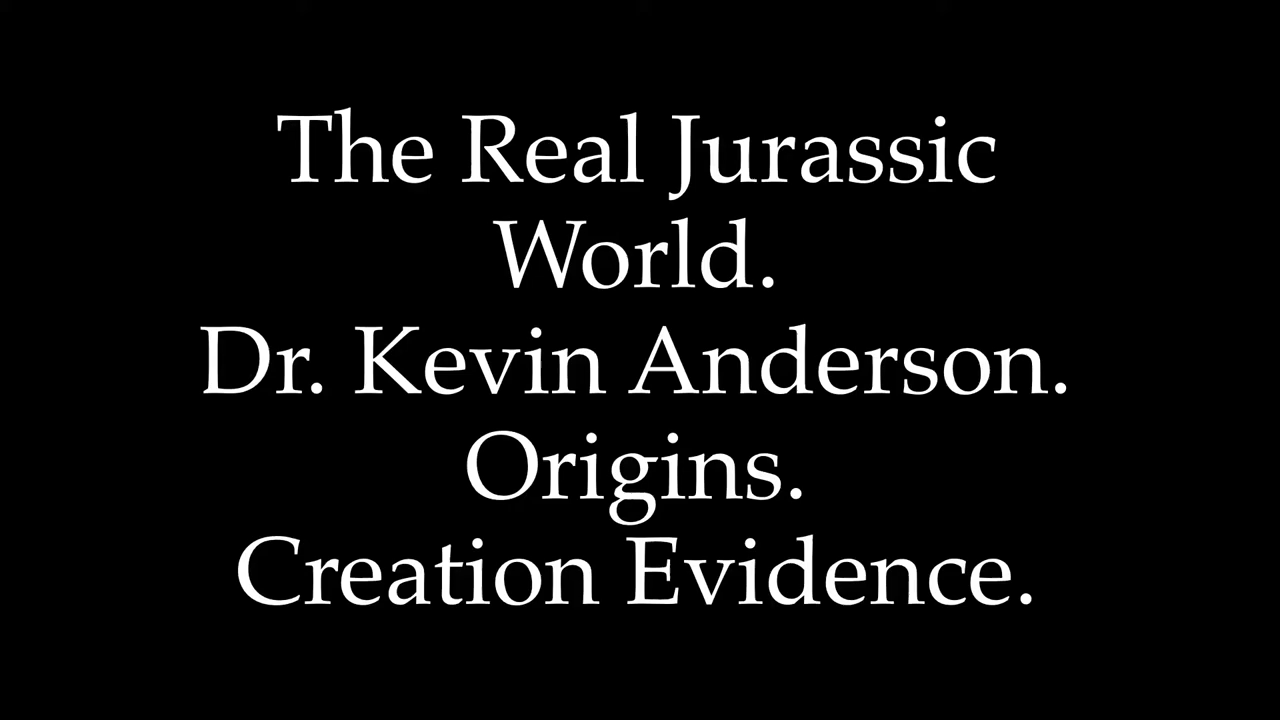 The Real Jurassic
World.
Dr. Kevin Anderson.
Origins.
Creation Evidence.